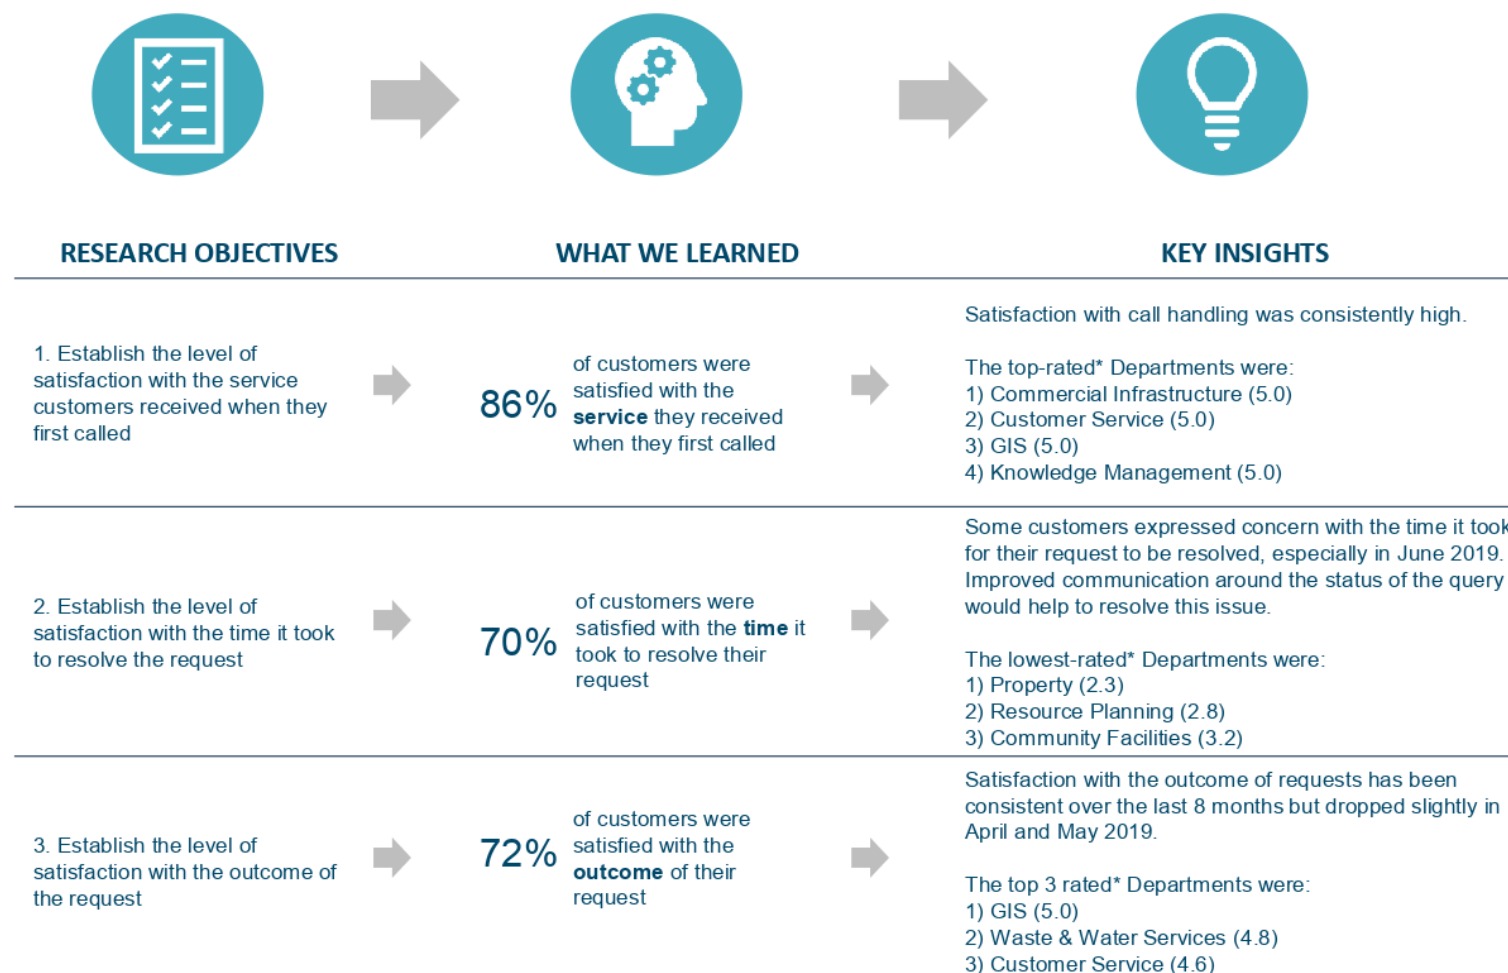 RESEARCH OBJECTIVES
WHAT WE LEARNED
KEY INSIGHTS
1. Establish the level of
satisfaction with the service
customers received when they
first called
86%
of customers were
satisfied with the
service they received
when they first called
Satisfaction with call handling was consistently high.
The top-rated* Departments were:
1) Commercial Infrastructure (5.0)
2) Customer Service (5.0)
3) GIS (5.0)
4) Knowledge Management (5.0)
2. Establish the level of
satisfaction with the time it took
to resolve the request
70%
of customers were
satisfied with the time it
took to resolve their
request
Some customers expressed concern with the time it took
for their request to be resolved, especially in June 2019.
Improved communication around the status of the query
would help to resolve this issue.
The lowest-rated* Departments were:
1) Property (2.3)
2) Resource Planning (2.8)
3) Community Facilities (3.2)
3. Establish the level of
satisfaction with the outcome of
the request
72%
of customers were
satisfied with the
outcome of their
request
Satisfaction with the outcome of requests has been
consistent over the last 8 months but dropped slightly in
April and May 2019.
The top 3 rated* Departments were:
1) GIS (5.0)
2) Waste & Water Services (4.8)
3) Customer Service (4.6)